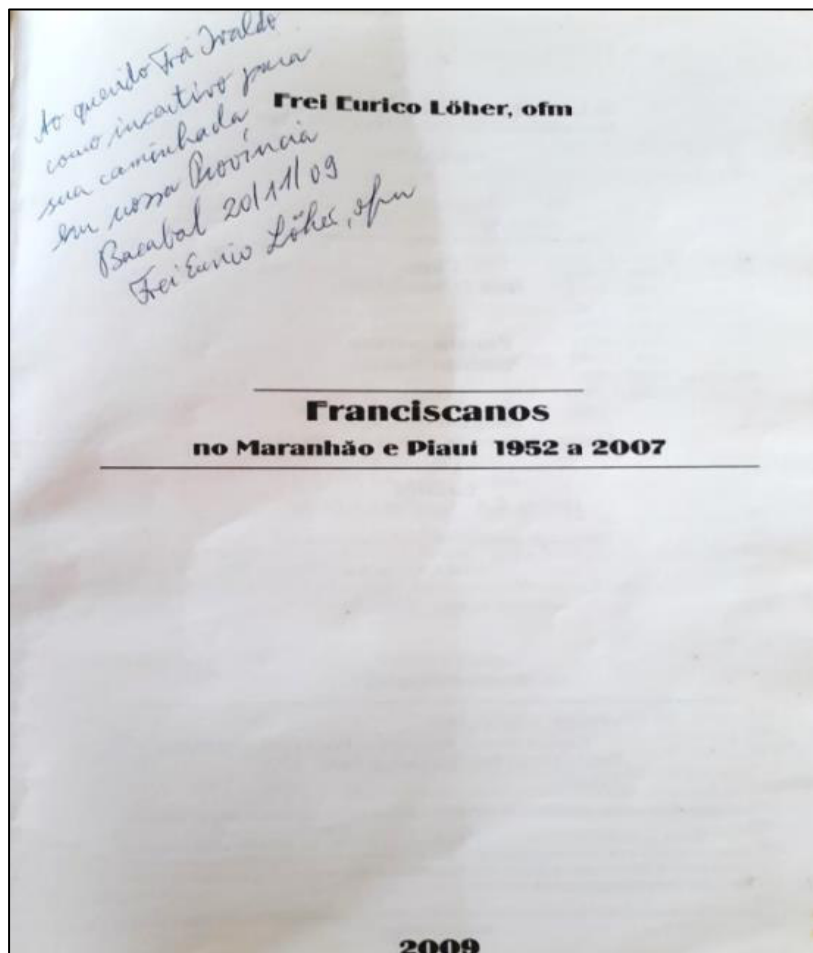 Ao querido Frei Ivaldo
como incentivo para
sua caminhada
em nossa Província
Bacabal 20/11/09
Frei Eurico Löher, ofm
Frei Eurico Löher, ofm
Franciscanos
no Maranhão e Piauí 1952 a 2007
2009